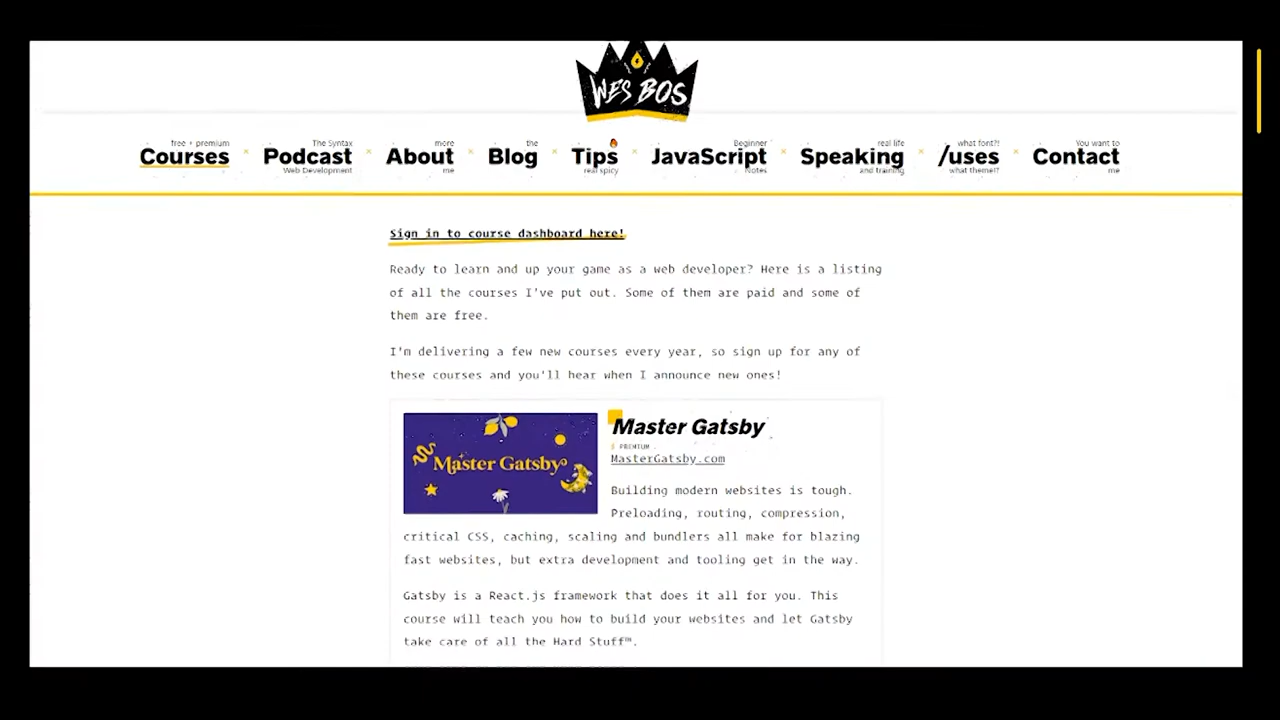 WES BOS
free + premium The Syntax more the Beginner real life what font?! You want to
Courses × Podcast × About × Blog × Tips × JavaScript × Speaking × /uses × Contact
Web Development me real spicy Notes and training what theme!? me
Sign in to course dashboard here!
Ready to learn and up your game as a web developer? Here is a listing
of all the courses I've put out. Some of them are paid and some of
them are free.
I'm delivering a few new courses every year, so sign up for any of
these courses and you'll hear when I announce new ones!
Master Gatsby
Master Gatsby
$ PREMIUM
MasterGatsby.com
Building modern websites is tough.
Preloading, routing, compression,
critical CSS, caching, scaling and bundlers all make for blazing
fast websites, but extra development and tooling get in the way.
Gatsby is a React.js framework that does it all for you. This
course will teach you how to build your websites and let Gatsby
take care of all the Hard Stuff™.